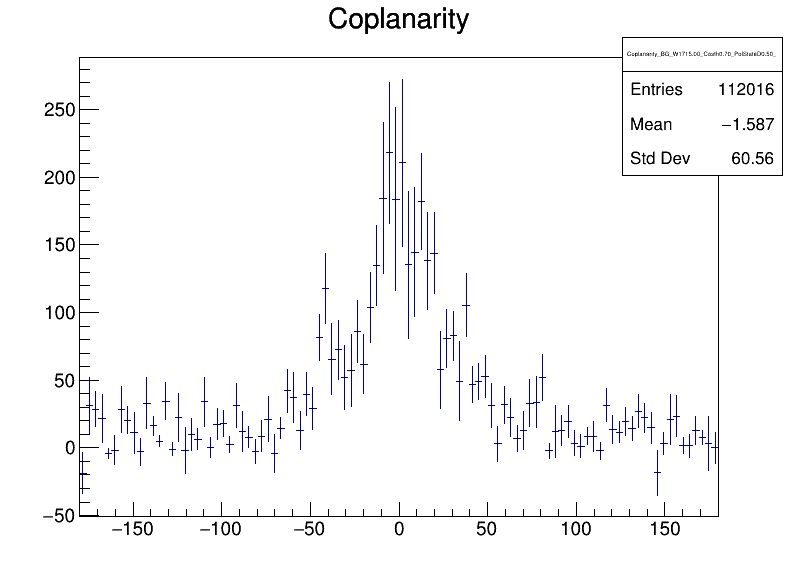 Coplanarity
Coplanarity_BG_W1715.00_Costh0.70_PolStateD0.50_
Entries 112016
Mean −1.587
Std Dev 60.56
250
200
150
100
50
0
−50
−150 −100 −50 0 50 100 150